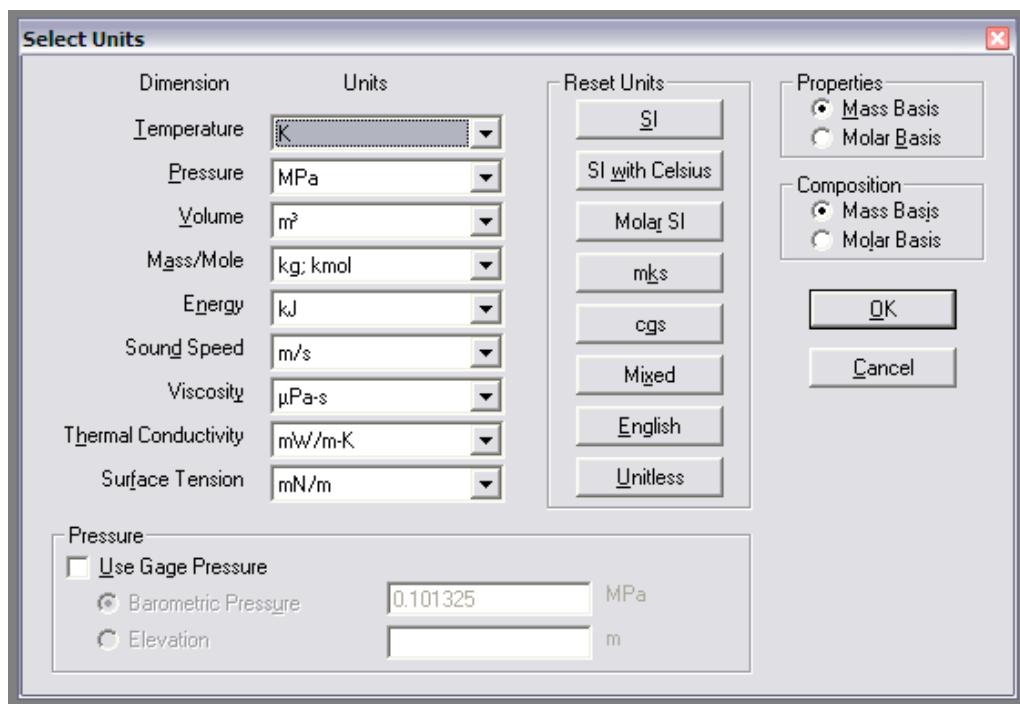 Select Units
Dimension Units
Temperature K
Pressure MPa
Volume m³
Mass/Mole kg; kmol
Energy kJ
Sound Speed m/s
Viscosity µPa-s
Thermal Conductivity mW/m-K
Surface Tension mN/m
Reset Units
SI
SI with Celsius
Molar SI
mks
cgs
Mixed
English
Unitless
Properties
Mass Basis
Molar Basis
Composition
Mass Basis
Molar Basis
OK
Cancel
Pressure
Use Gage Pressure
Barometric Pressure 0.101325 MPa
Elevation m